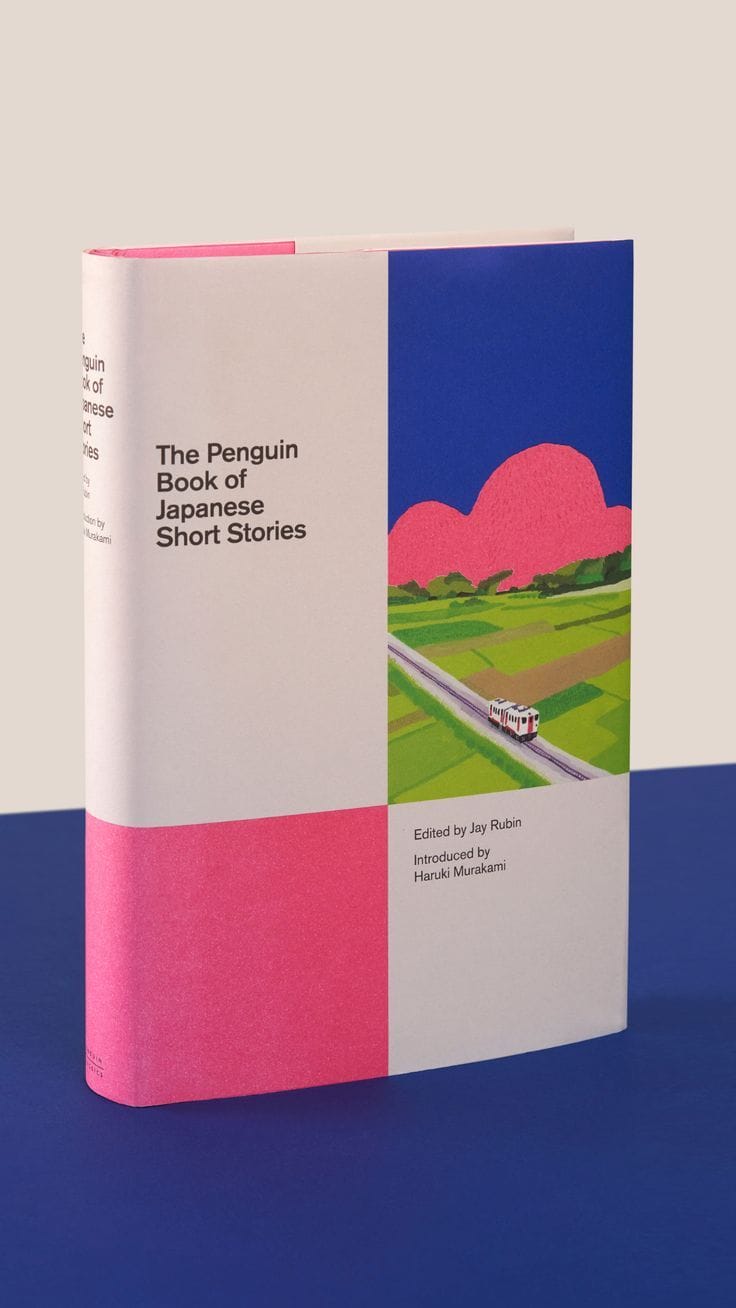 The Penguin
Book of
Japanese
Short Stories
Edited by Jay Rubin
Introduced by
Haruki Murakami